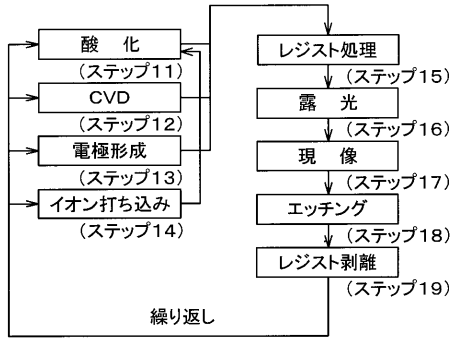 酸 化
(ステップ11)
CVD
(ステップ12)
電極形成
(ステップ13)
イオン打ち込み
(ステップ14)
レジスト処理
(ステップ15)
露 光
(ステップ16)
現 像
(ステップ17)
エッチング
(ステップ18)
レジスト剥離
(ステップ19)
繰り返し